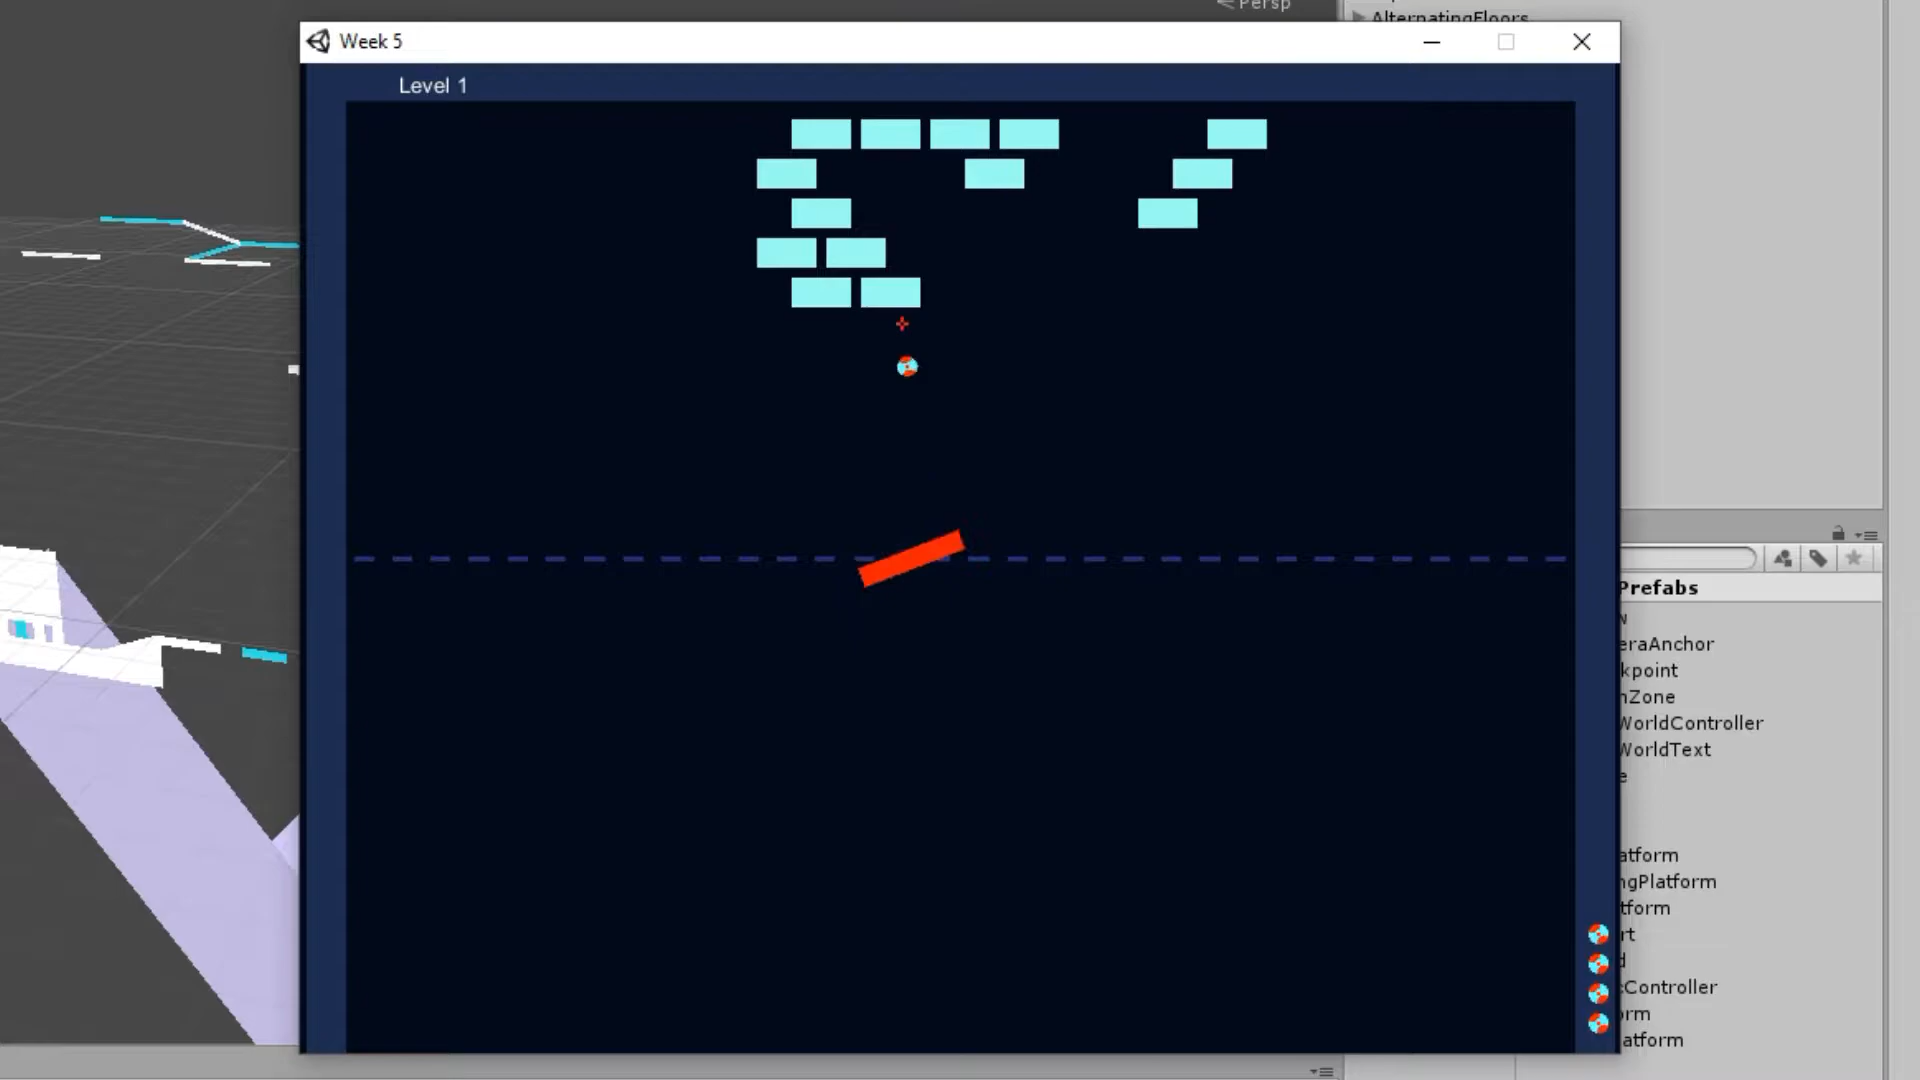 Persp
AlternatingFloors
Week 5
Level 1
Prefabs
eraAnchor
kpoint
nZone
WorldController
WorldText
e
atform
ngPlatform
tform
rt
d
Controller
orm
atform